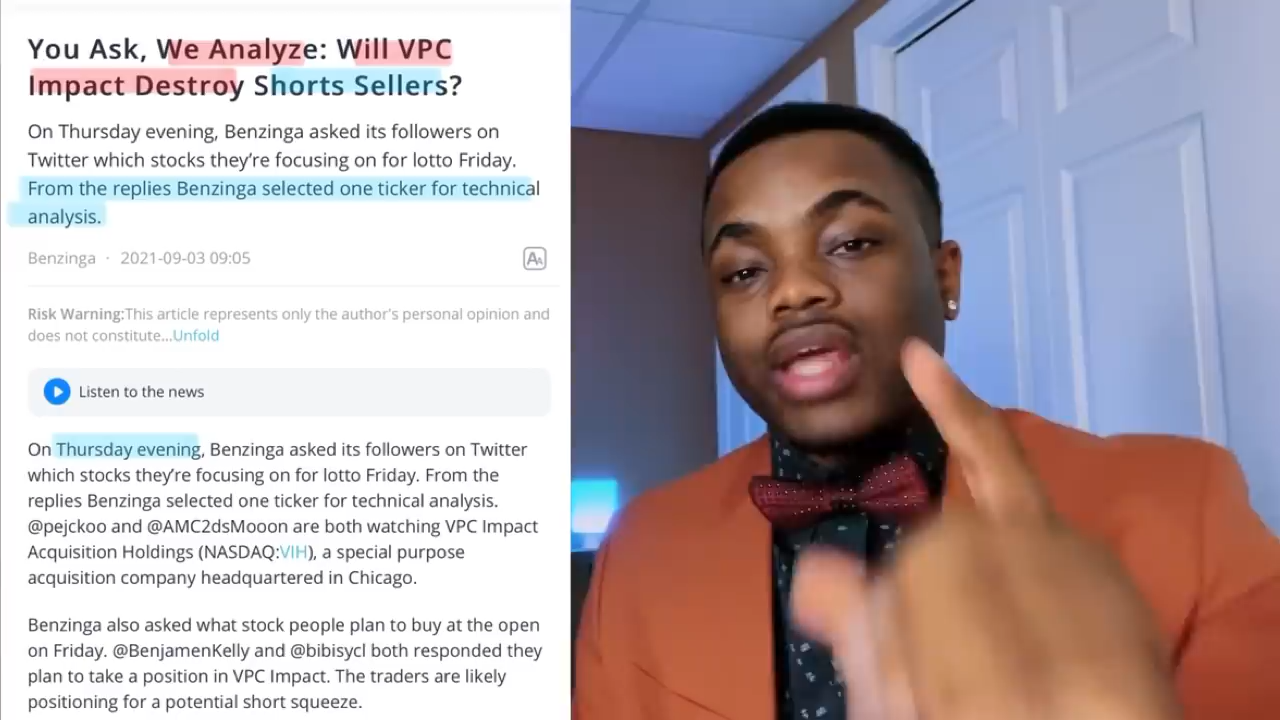 You Ask, We Analyze: Will VPC
Impact Destroy Shorts Sellers?
On Thursday evening, Benzinga asked its followers on
Twitter which stocks they’re focusing on for lotto Friday.
From the replies Benzinga selected one ticker for technical
analysis.
Benzinga · 2021-09-03 09:05
AA
Risk Warning:This article represents only the author's personal opinion and
does not constitute...Unfold
Listen to the news
On Thursday evening, Benzinga asked its followers on Twitter
which stocks they’re focusing on for lotto Friday. From the
replies Benzinga selected one ticker for technical analysis.
@pejckoo and @AMC2dsMooon are both watching VPC Impact
Acquisition Holdings (NASDAQ:VIH), a special purpose
acquisition company headquartered in Chicago.
Benzinga also asked what stock people plan to buy at the open
on Friday. @BenjamenKelly and @bibisycl both responded they
plan to take a position in VPC Impact. The traders are likely
positioning for a potential short squeeze.